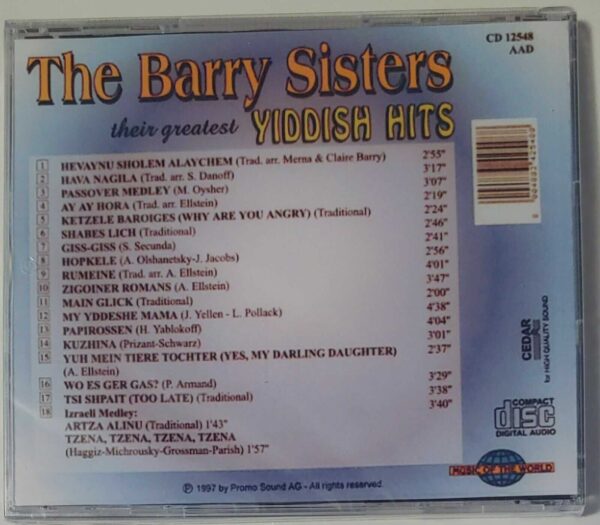 CD 12548
AAD
The Barry Sisters
their greatest YIDDISH HITS
1 HEVAYNU SHOLEM ALAYCHEM (Trad. arr. Merna & Claire Barry) 2'55"
2 HAVA NAGILA (Trad. arr. S. Danoff) 3'17"
3 PASSOVER MEDLEY (M. Oysher) 3'07"
4 AY AY HORA (Trad. arr. Ellstein) 2'19"
5 KETZELE BAROIGES (WHY ARE YOU ANGRY) (Traditional) 2'24"
6 SHABES LICH (Traditional) 2'46"
7 GISS-GISS (S. Secunda) 2'41"
8 HOPKELE (A. Olshanetsky-J. Jacobs) 2'56"
9 RUMEINE (Trad. arr. A. Ellstein) 4'01"
10 ZIGOINER ROMANS (A. Ellstein) 3'47"
11 MAIN GLICK (Traditional) 2'00"
12 MY YDDESHE MAMA (J. Yellen - L. Pollack) 4'38"
13 PAPIROSSEN (H. Yablokoff) 4'04"
14 KUZHINA (Prizant-Schwarz) 3'01"
15 YUH MEIN TIERE TOCHTER (YES, MY DARLING DAUGHTER) 2'37"
(A. Ellstein)
16 WO ES GER GAS? (P. Armand) 3'29"
17 TSI SHPAIT (TOO LATE) (Traditional) 3'38"
18 Izraeli Medley: 3'40"
ARTZA ALINU (Traditional) 1'43"
TZENA, TZENA, TZENA, TZENA
(Haggiz-Michrousky-Grossman-Parish) 1'57"
CEDAR
for HIGH QUALITY SOUND
COMPACT
disc
DIGITAL AUDIO
MUSIC OF THE WORLD
℗ 1997 by Promo Sound AG - All rights reserved.